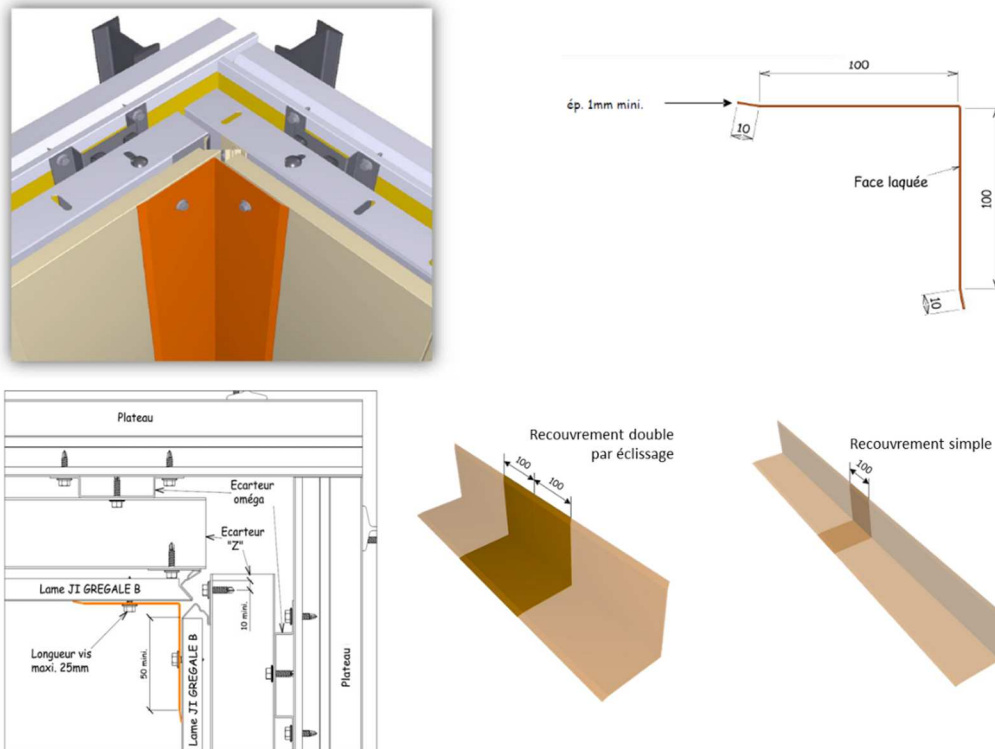 100
ép. 1mm mini.
10
Face laquée
100
10
Plateau
Ecarteur
oméga
Ecarteur
"Z"
Lame JI GREGALE B
10 mini.
Longueur vis
maxi. 25mm
50 mini.
Lame JI GREGALE B
Plateau
Recouvrement double
par éclissage
100
100
Recouvrement simple
100